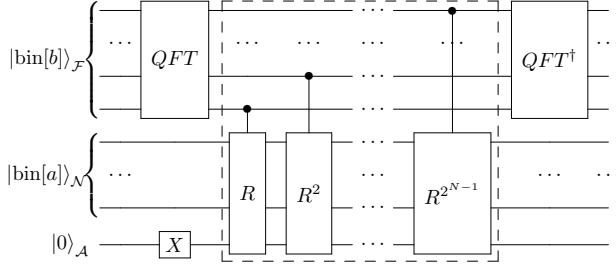 |bin[b]⟩_𝓕 ... QFT ... ... ... QFT† ...
|bin[a]⟩_𝓝 ... R R² ... R^{2^{N−1}} ... ...
|0⟩_𝓐 X ...